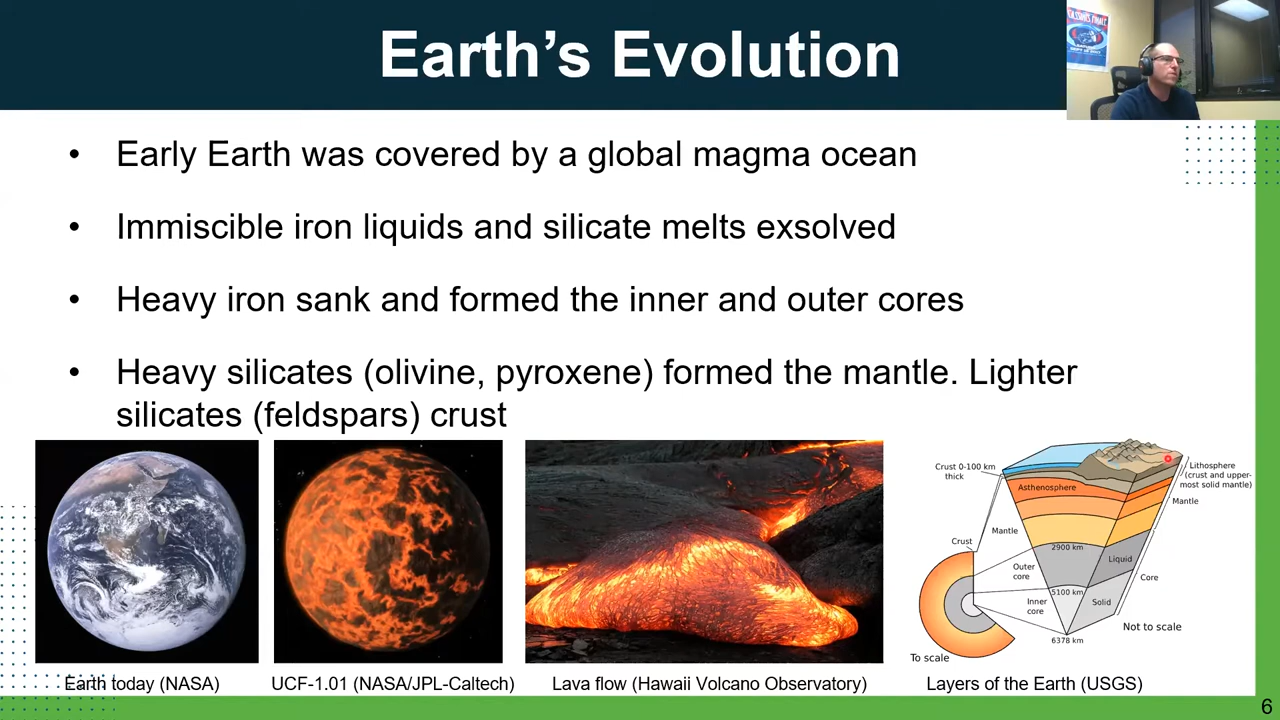 Earth's Evolution
• Early Earth was covered by a global magma ocean
• Immiscible iron liquids and silicate melts exsolved
• Heavy iron sank and formed the inner and outer cores
• Heavy silicates (olivine, pyroxene) formed the mantle. Lighter
silicates (feldspars) crust
Crust 0-100 km
thick
Asthenosphere
Lithosphere
(crust and upper-
most solid mantle)
Mantle
Mantle
Crust
2900 km
Liquid
Outer
core
Core
5100 km
Inner
core
Solid
Not to scale
6378 km
To scale
Earth today (NASA)
UCF-1.01 (NASA/JPL-Caltech)
Lava flow (Hawaii Volcano Observatory)
Layers of the Earth (USGS)
6